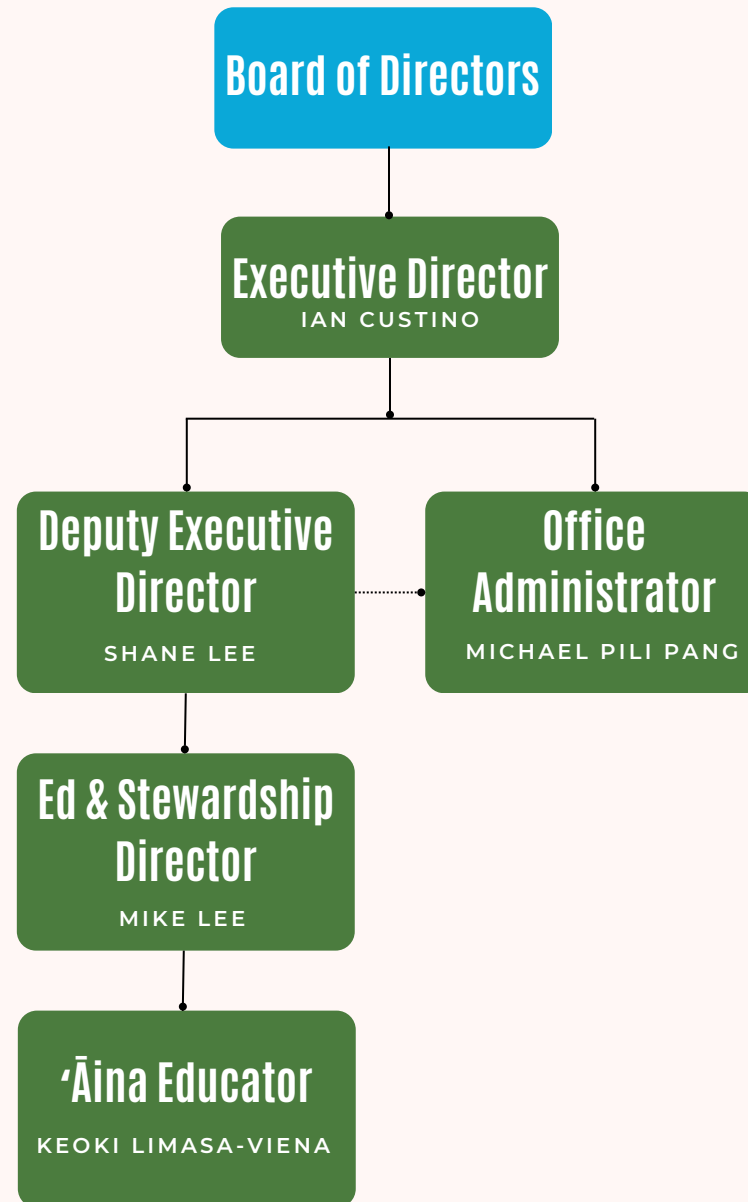 Board of Directors
Executive Director
IAN CUSTINO
Deputy Executive
Director
SHANE LEE
Office
Administrator
MICHAEL PILI PANG
Ed & Stewardship
Director
MIKE LEE
ʻĀina Educator
KEOKI LIMASA-VIENA